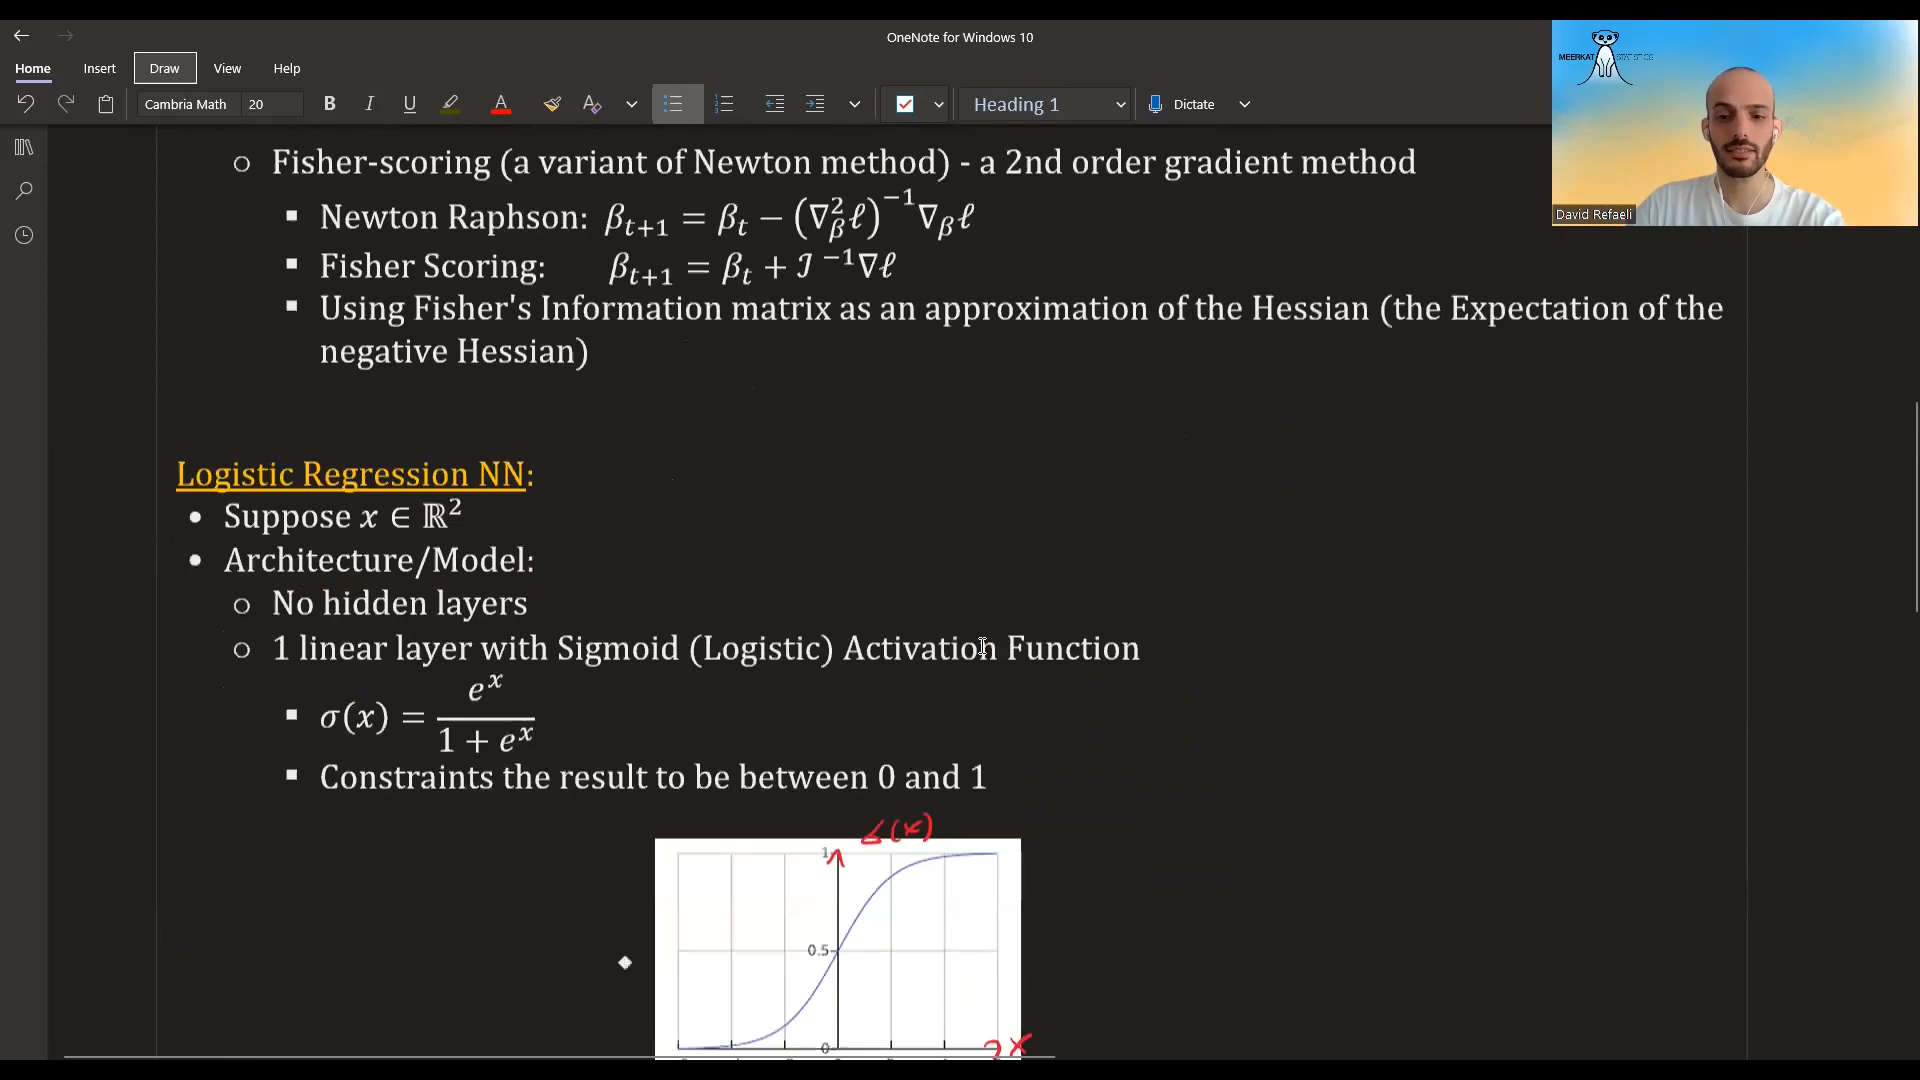 OneNote for Windows 10
Home Insert Draw View Help
Cambria Math 20 B I U A A Heading 1 Dictate
MEERKAT STATISTICS
David Refaeli
○ Fisher-scoring (a variant of Newton method) - a 2nd order gradient method
▪ Newton Raphson: β_{t+1} = β_t − (∇²_β ℓ)^{−1} ∇_β ℓ
▪ Fisher Scoring: β_{t+1} = β_t + ℐ^{−1}∇ℓ
▪ Using Fisher's Information matrix as an approximation of the Hessian (the Expectation of the
negative Hessian)
Logistic Regression NN:
• Suppose x ∈ ℝ²
• Architecture/Model:
○ No hidden layers
○ 1 linear layer with Sigmoid (Logistic) Activation Function
▪ σ(x) = e^x / (1 + e^x)
▪ Constraints the result to be between 0 and 1
σ(x)
1
0.5
0
x